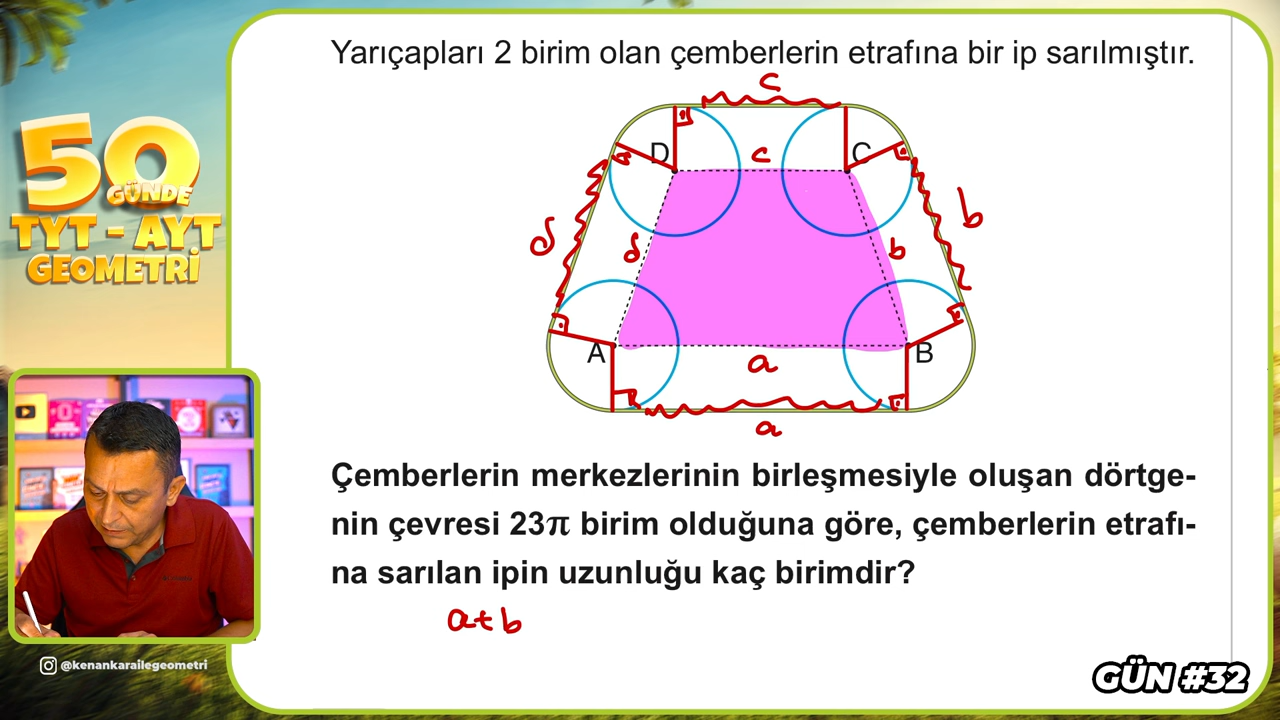 Yarıçapları 2 birim olan çemberlerin etrafına bir ip sarılmıştır.
50
GÜNDE
TYT - AYT
GEOMETRİ
c
D
c
C
d
d
b
b
A
a
B
a
Çemberlerin merkezlerinin birleşmesiyle oluşan dörtge-
nin çevresi 23π birim olduğuna göre, çemberlerin etrafı-
na sarılan ipin uzunluğu kaç birimdir?
a+b
@kenankarailegeometri
GÜN #32